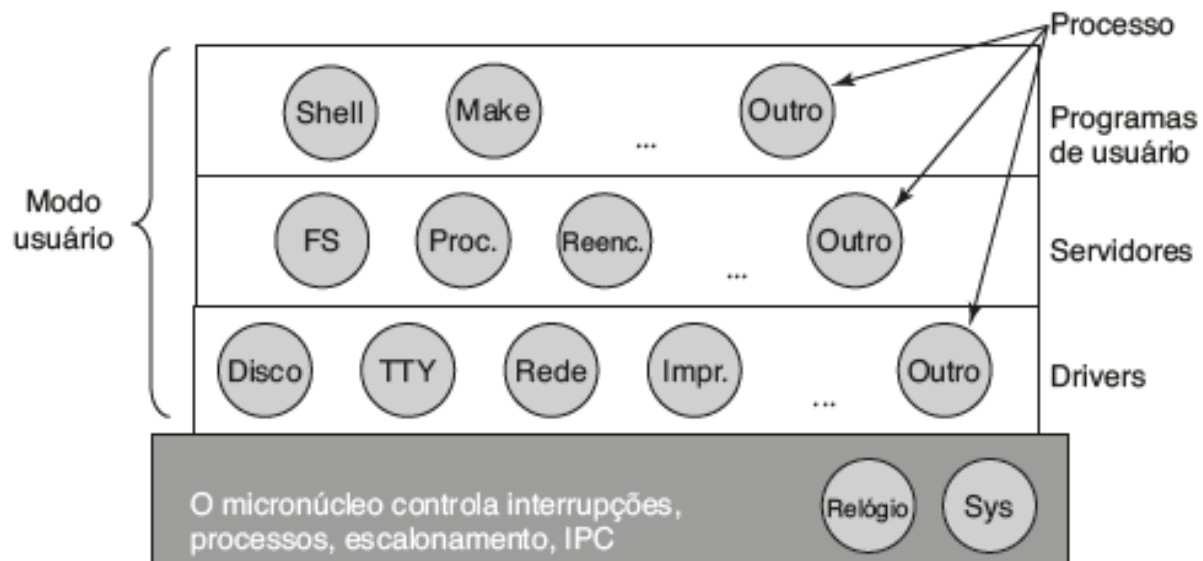 Processo
Shell
Make
...
Outro
Programas
de usuário
Modo
usuário
FS
Proc.
Reenc.
...
Outro
Servidores
Disco
TTY
Rede
Impr.
...
Outro
Drivers
O micronúcleo controla interrupções,
processos, escalonamento, IPC
Relógio
Sys